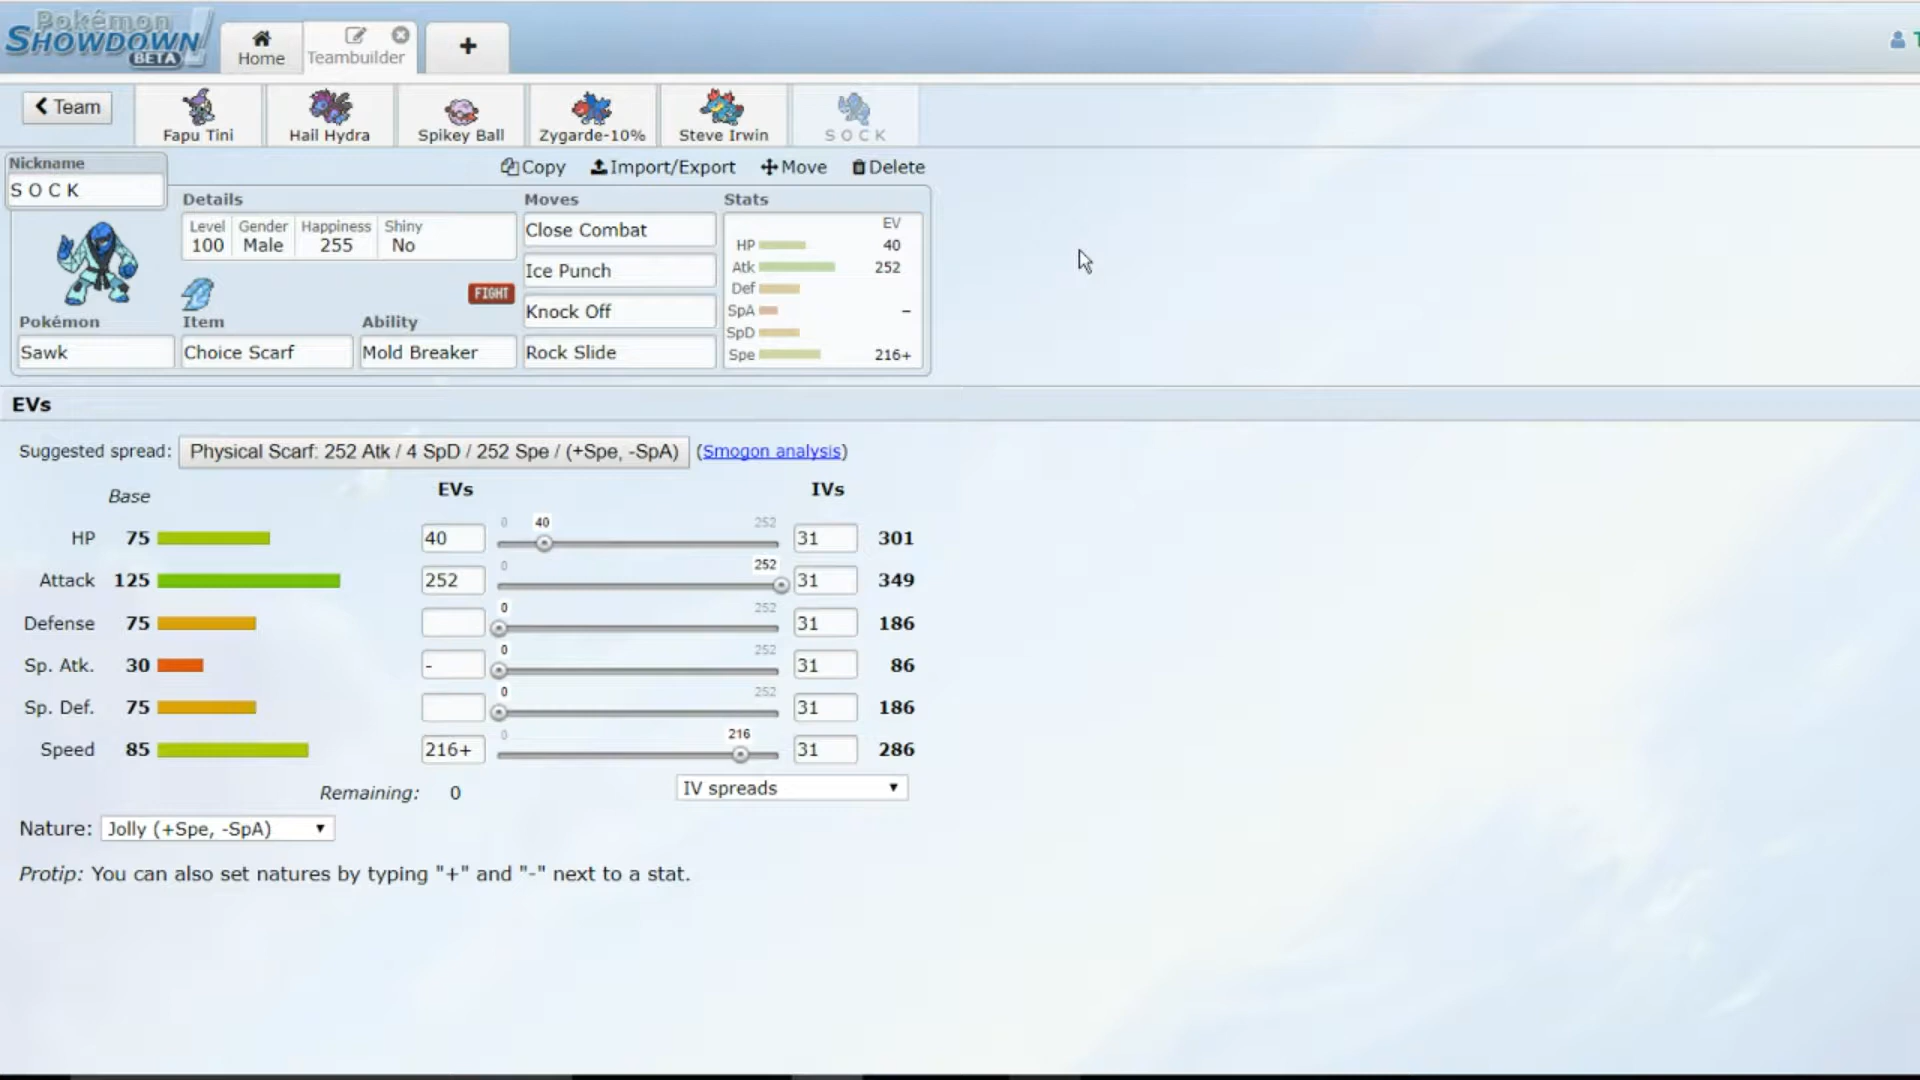 Pokémon
SHOWDOWN
BETA
Home
Teambuilder
+
T
Team
Fapu Tini
Hail Hydra
Spikey Ball
Zygarde-10%
Steve Irwin
S O C K
Nickname
S O C K
Copy
Import/Export
Move
Delete
Details
Moves
Stats
Level
Gender
Happiness
Shiny
100
Male
255
No
FIGHT
Pokémon
Item
Ability
Sawk
Choice Scarf
Mold Breaker
Close Combat
Ice Punch
Knock Off
Rock Slide
EV
HP 40
Atk 252
Def
SpA –
SpD
Spe 216+
EVs
Suggested spread: Physical Scarf: 252 Atk / 4 SpD / 252 Spe / (+Spe, -SpA) (Smogon analysis)
Base EVs IVs
0 40 252
HP 75 40 31 301
0 252
Attack 125 252 31 349
0 252
Defense 75 31 186
0 252
Sp. Atk. 30 - 31 86
0 252
Sp. Def. 75 31 186
0 216
Speed 85 216+ 31 286
Remaining: 0 IV spreads
Nature: Jolly (+Spe, -SpA)
Protip: You can also set natures by typing "+" and "-" next to a stat.